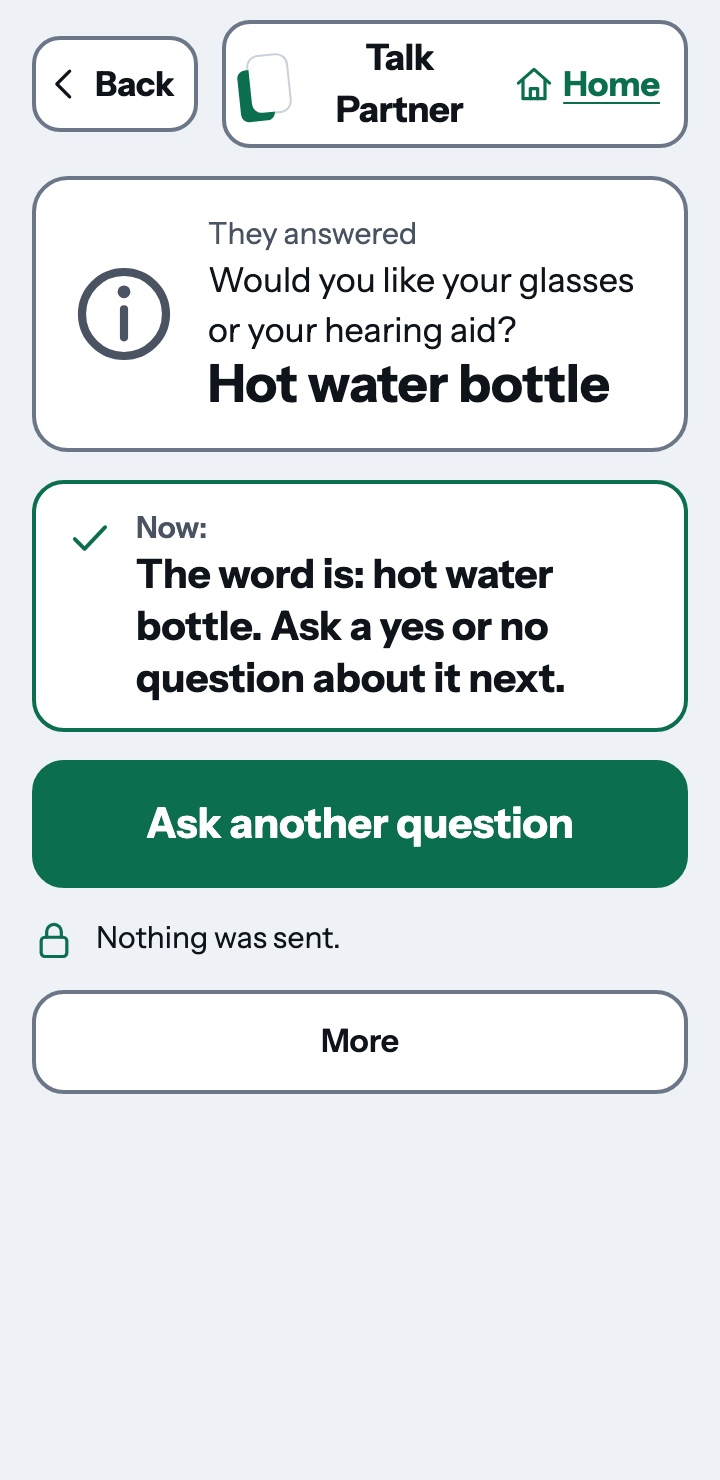 Back
Talk
Partner
Home
They answered
Would you like your glasses
or your hearing aid?
Hot water bottle
Now:
The word is: hot water
bottle. Ask a yes or no
question about it next.
Ask another question
Nothing was sent.
More